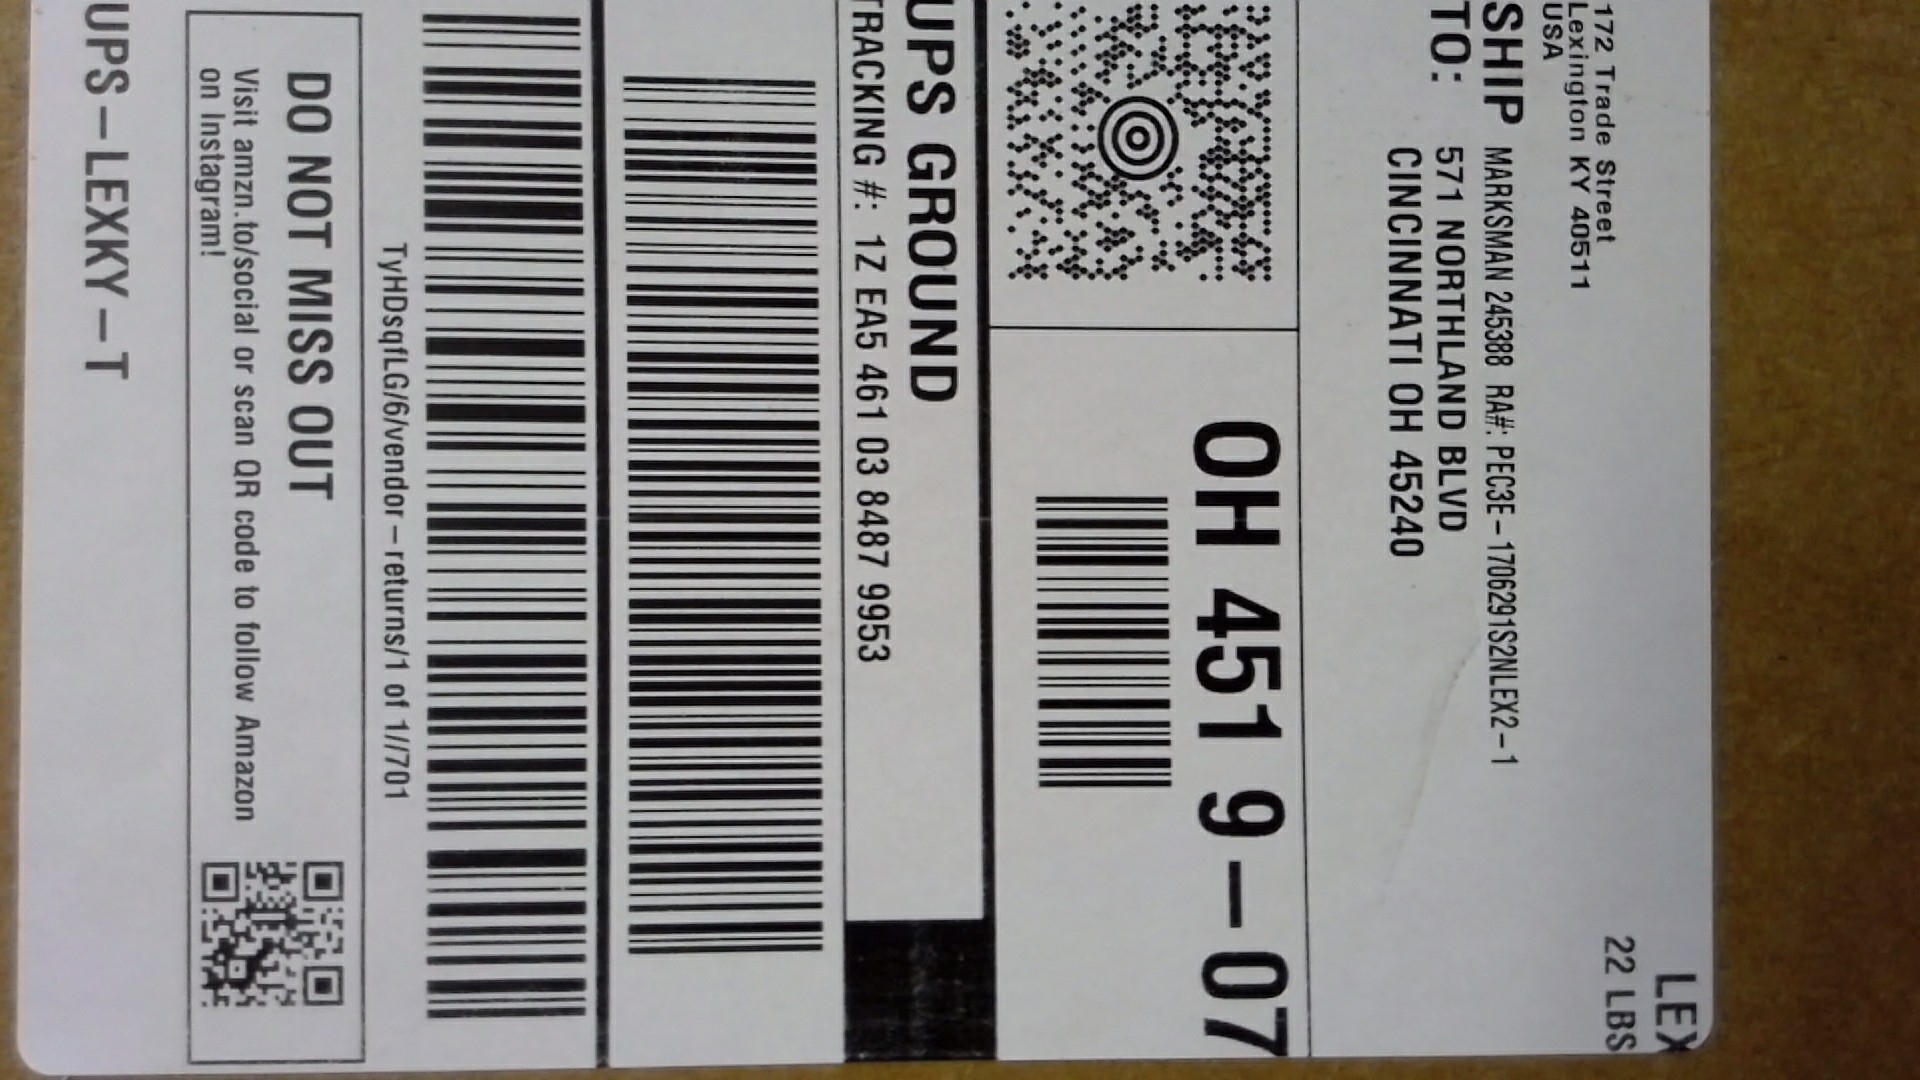 LEX
22 LBS
172 Trade Street
Lexington KY 40511
USA
SHIP TO:
MARKSMAN 245388 RA#: PEC3E-1706291S2NLEX2-1
571 NORTHLAND BLVD
CINCINNATI OH 45240
OH 451 9-07
UPS GROUND
TRACKING #: 1Z EA5 461 03 8487 9953
TyHDsqfLG/6/vendor-returns/1 of 1//701
DO NOT MISS OUT
Visit amzn.to/social or scan QR code to follow Amazon
on Instagram!
UPS-LEXKY-T